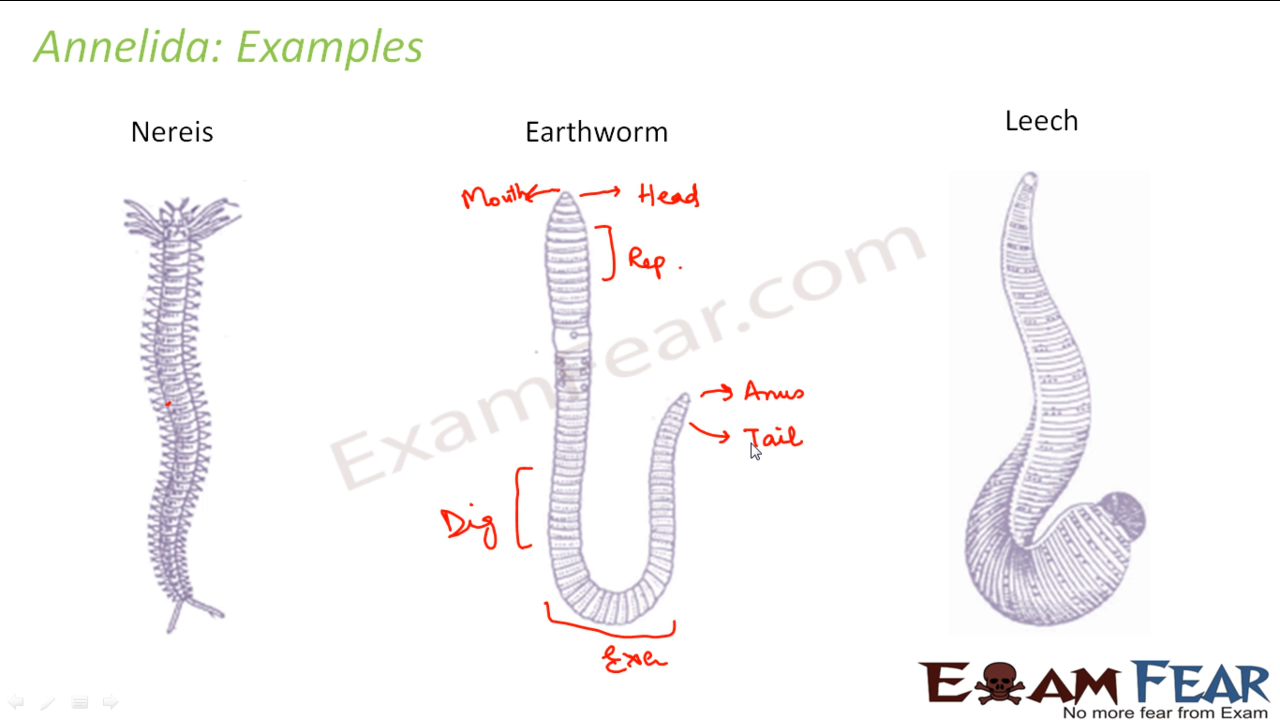 Annelida: Examples
Nereis
Earthworm
Leech
Mouth
Head
Rep.
Anus
Tail
Dig
ExamFear.com
EXAM FEAR
No more fear from Exam